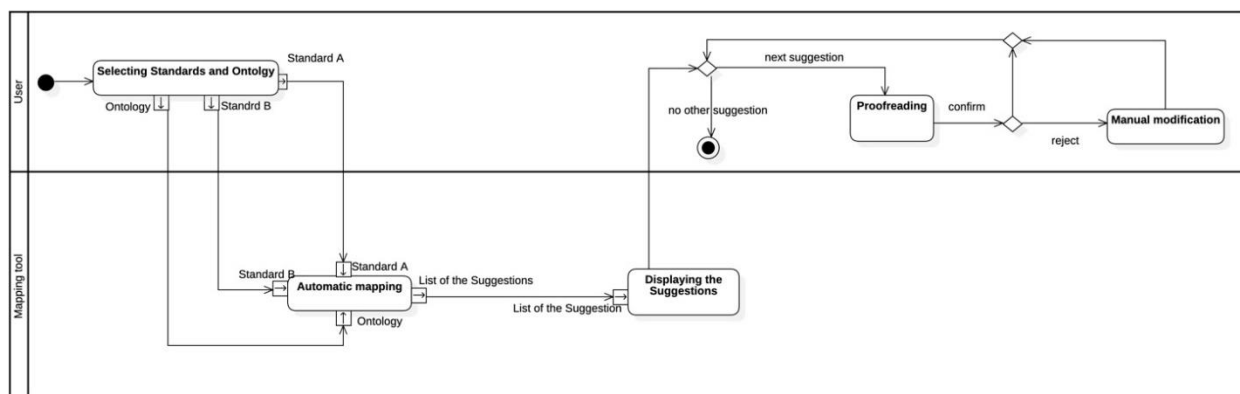 User
Selecting Standards and Ontolgy
Standard A
Ontology
Standrd B
next suggestion
no other suggestion
Proofreading
confirm
reject
Manual modification
Mapping tool
Standard B
Standard A
Automatic mapping
Ontology
List of the Suggestions
List of the Suggestion
Displaying the
Suggestions